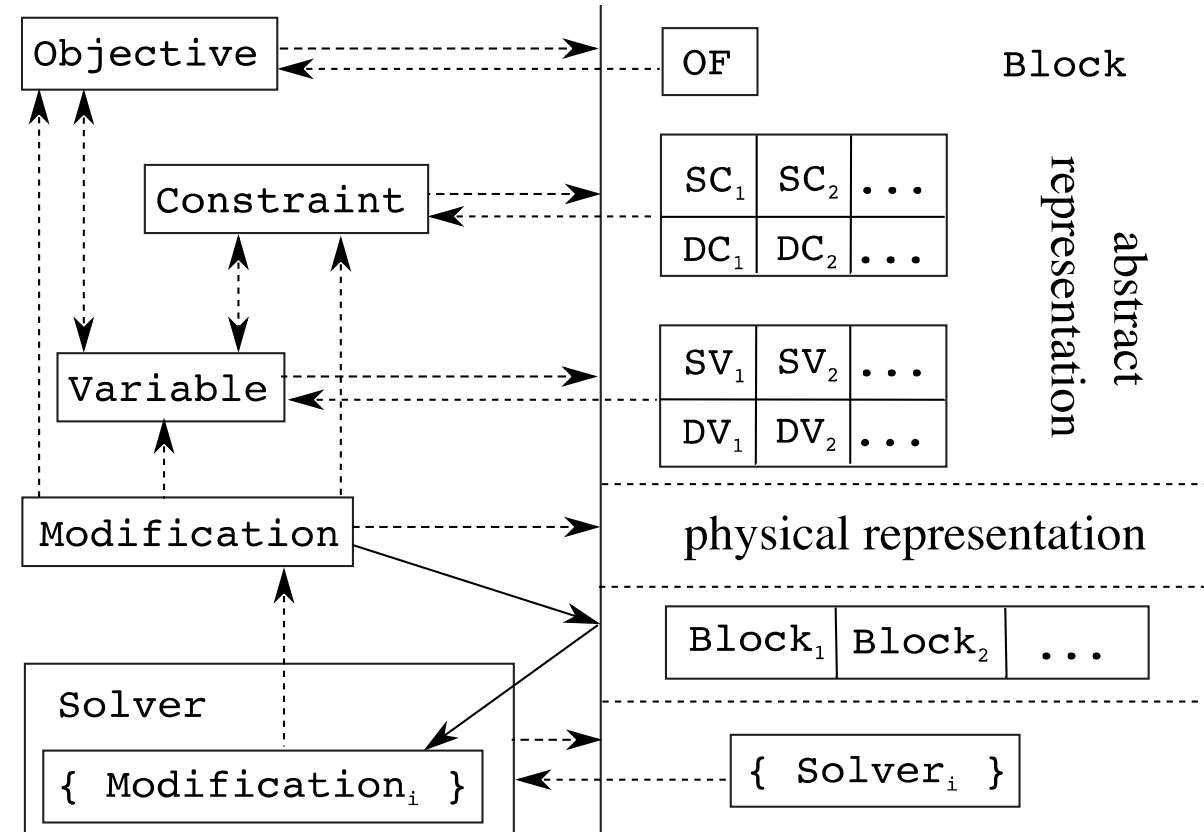 Objective
OF
Block
Constraint
SC₁ SC₂ ...
DC₁ DC₂ ...
abstract
representation
Variable
SV₁ SV₂ ...
DV₁ DV₂ ...
Modification
physical representation
Block₁ Block₂ ...
Solver
{ Modificationᵢ }
{ Solverᵢ }